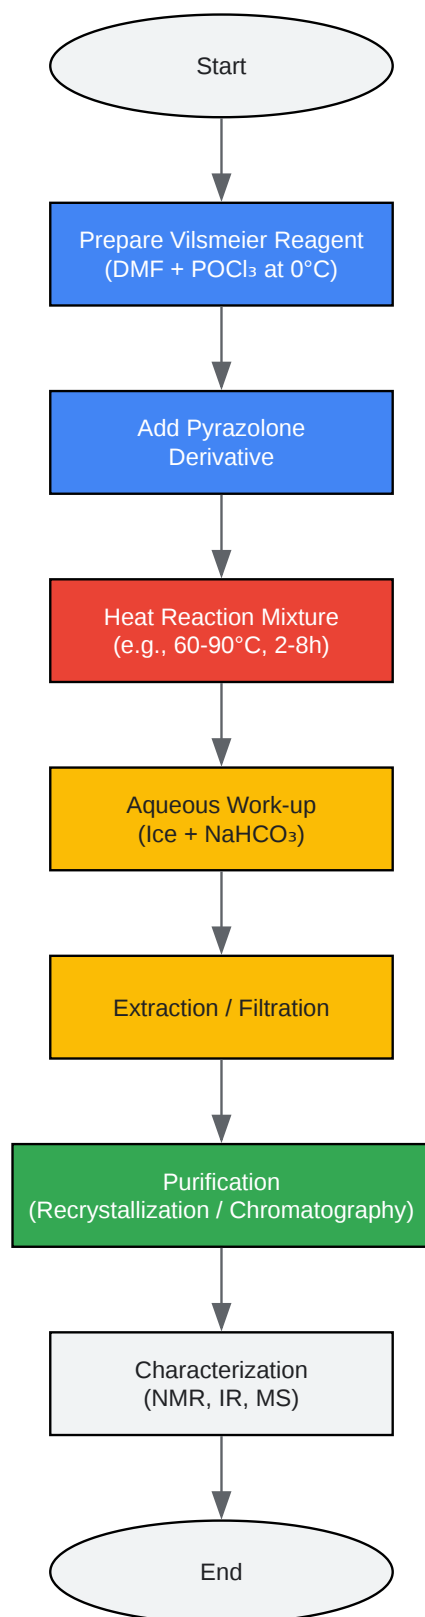 Start
Prepare Vilsmeier Reagent
(DMF + POCl₃ at 0°C)
Add Pyrazolone
Derivative
Heat Reaction Mixture
(e.g., 60-90°C, 2-8h)
Aqueous Work-up
(Ice + NaHCO₃)
Extraction / Filtration
Purification
(Recrystallization / Chromatography)
Characterization
(NMR, IR, MS)
End